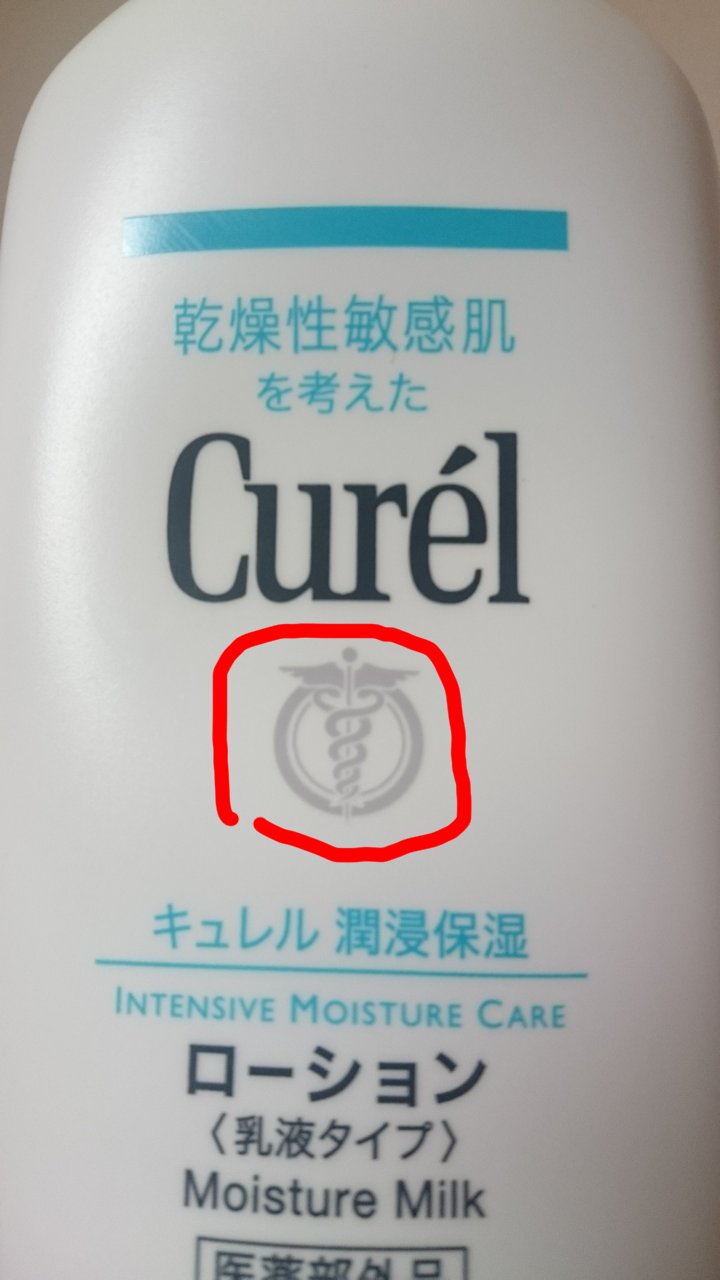 乾燥性敏感肌
を考えた
Curél
キュレル 潤浸保湿
INTENSIVE MOISTURE CARE
ローション
〈乳液タイプ〉
Moisture Milk
医薬部外品